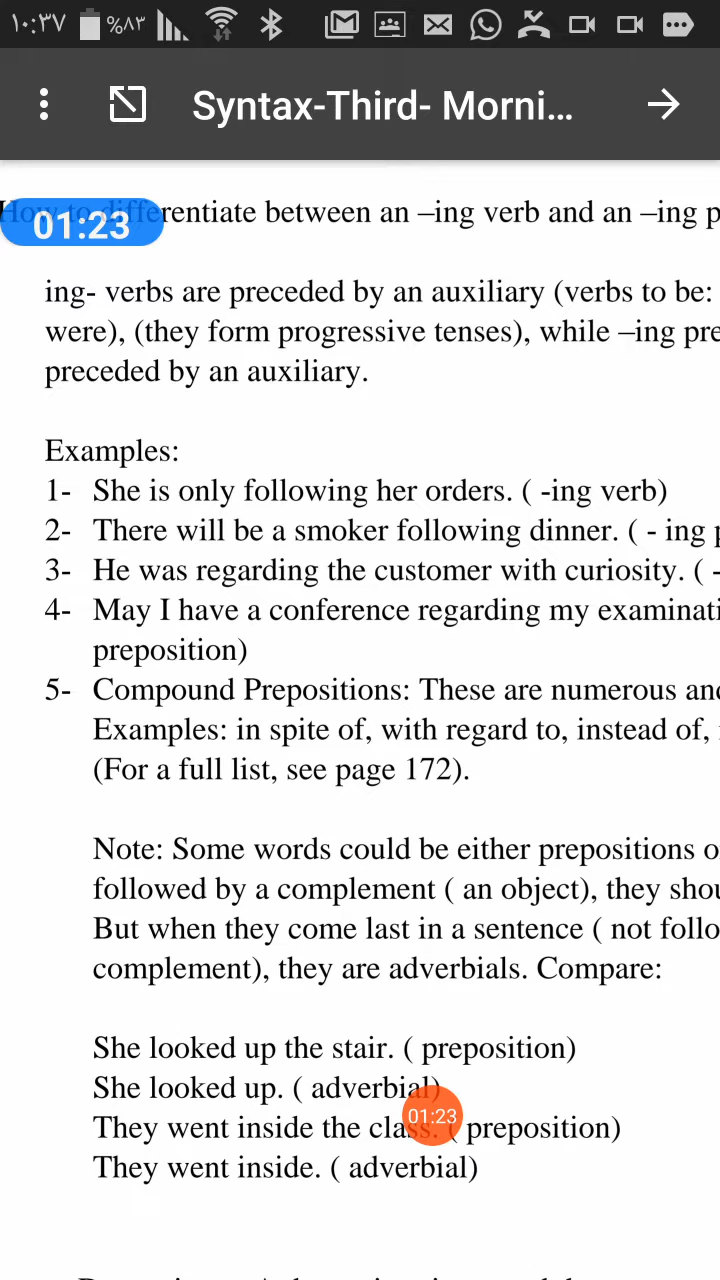 ١٠:٣٧ %٨٣
Syntax-Third- Morni...
How to differentiate between an –ing verb and an –ing p
01:23
ing- verbs are preceded by an auxiliary (verbs to be:
were), (they form progressive tenses), while –ing pre
preceded by an auxiliary.
Examples:
1- She is only following her orders. ( -ing verb)
2- There will be a smoker following dinner. ( - ing p
3- He was regarding the customer with curiosity. ( -
4- May I have a conference regarding my examinati
preposition)
5- Compound Prepositions: These are numerous and
Examples: in spite of, with regard to, instead of,
(For a full list, see page 172).
Note: Some words could be either prepositions o
followed by a complement ( an object), they shou
But when they come last in a sentence ( not follo
complement), they are adverbials. Compare:
She looked up the stair. ( preposition)
She looked up. ( adverbial)
01:23
They went inside the class. ( preposition)
They went inside. ( adverbial)